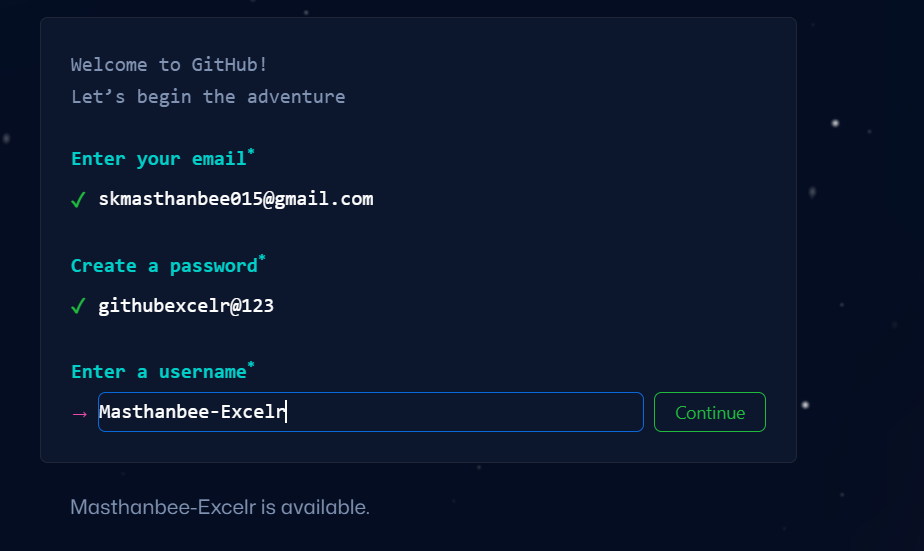 Welcome to GitHub!
Let’s begin the adventure
Enter your email*
✓ skmasthanbee015@gmail.com
Create a password*
✓ githubexcelr@123
Enter a username*
→ Masthanbee-Excelr Continue
Masthanbee-Excelr is available.